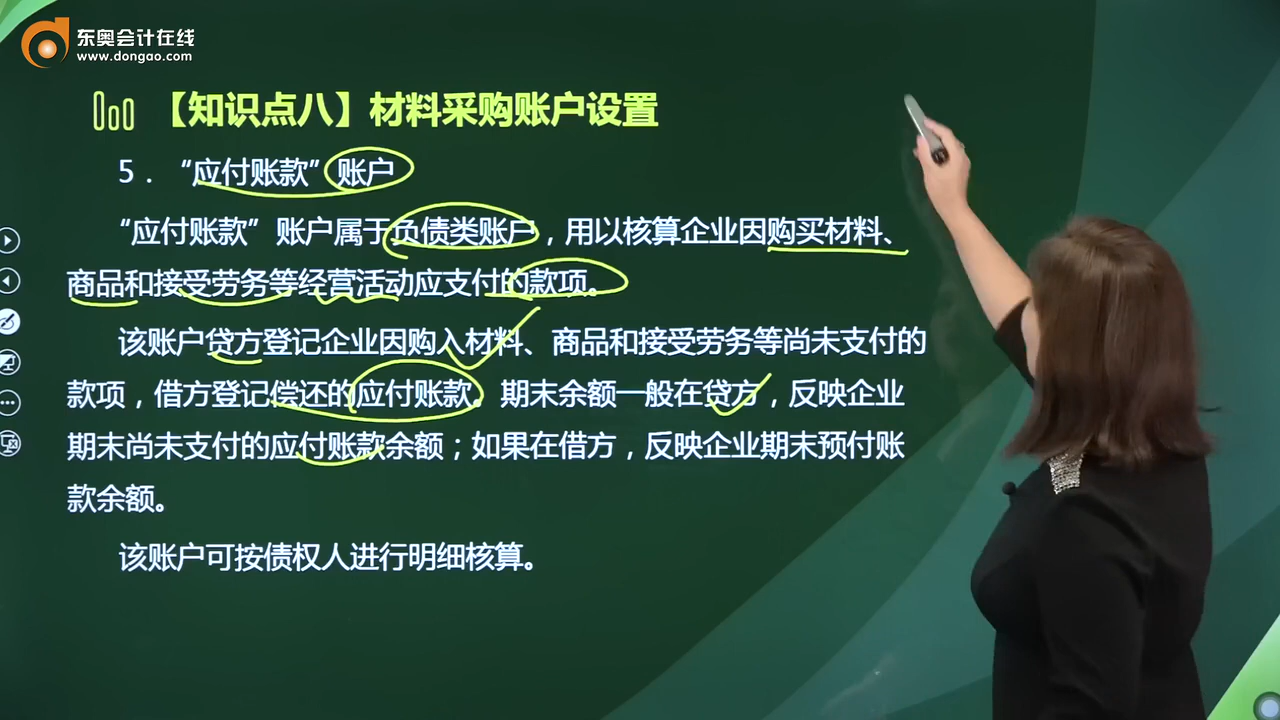 东奥会计在线
www.dongao.com
【知识点八】材料采购账户设置
5．“应付账款”账户
“应付账款”账户属于负债类账户，用以核算企业因购买材料、
商品和接受劳务等经营活动应支付的款项。
该账户贷方登记企业因购入材料、商品和接受劳务等尚未支付的
款项，借方登记偿还的应付账款。期末余额一般在贷方，反映企业
期末尚未支付的应付账款余额；如果在借方，反映企业期末预付账
款余额。
该账户可按债权人进行明细核算。